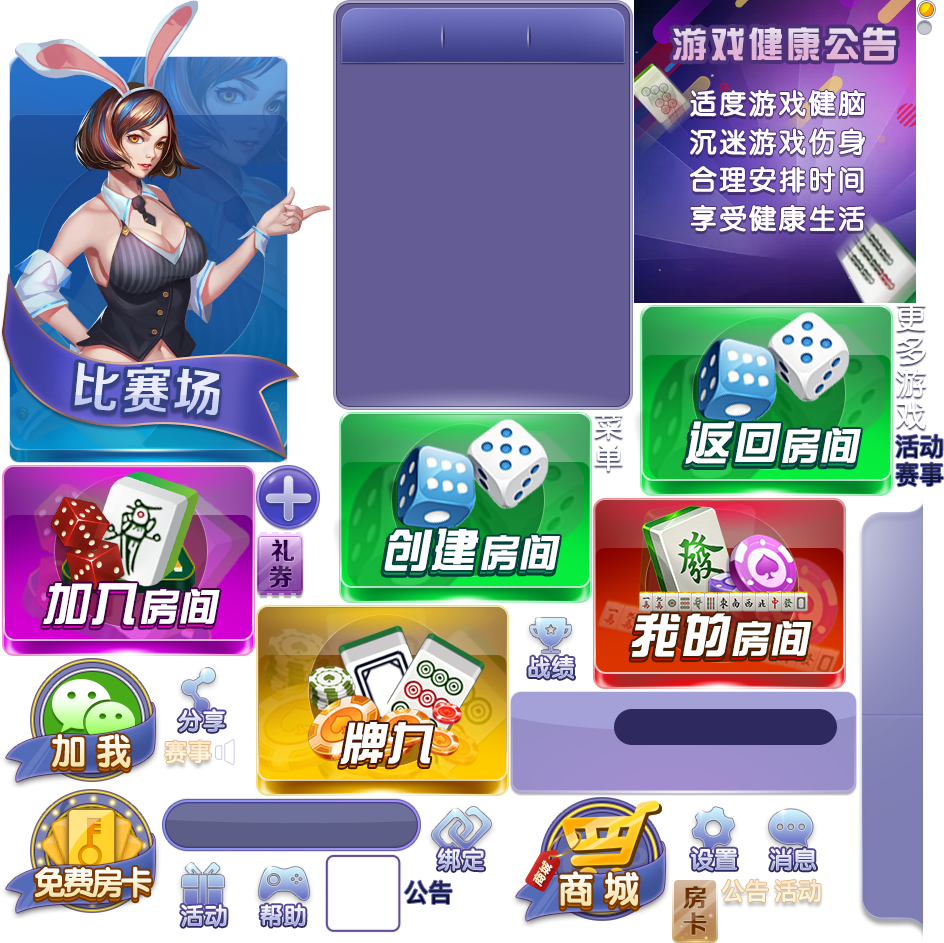 游戏健康公告
适度游戏健脑
沉迷游戏伤身
合理安排时间
享受健康生活
比赛场
更多游戏
返回房间
活动
赛事
菜单
创建房间
礼券
加入房间
我的房间
战绩
牌九
加我
分享
赛事
免费房卡
活动
帮助
公告
绑定
商城
商城
设置
消息
房卡
公告
活动